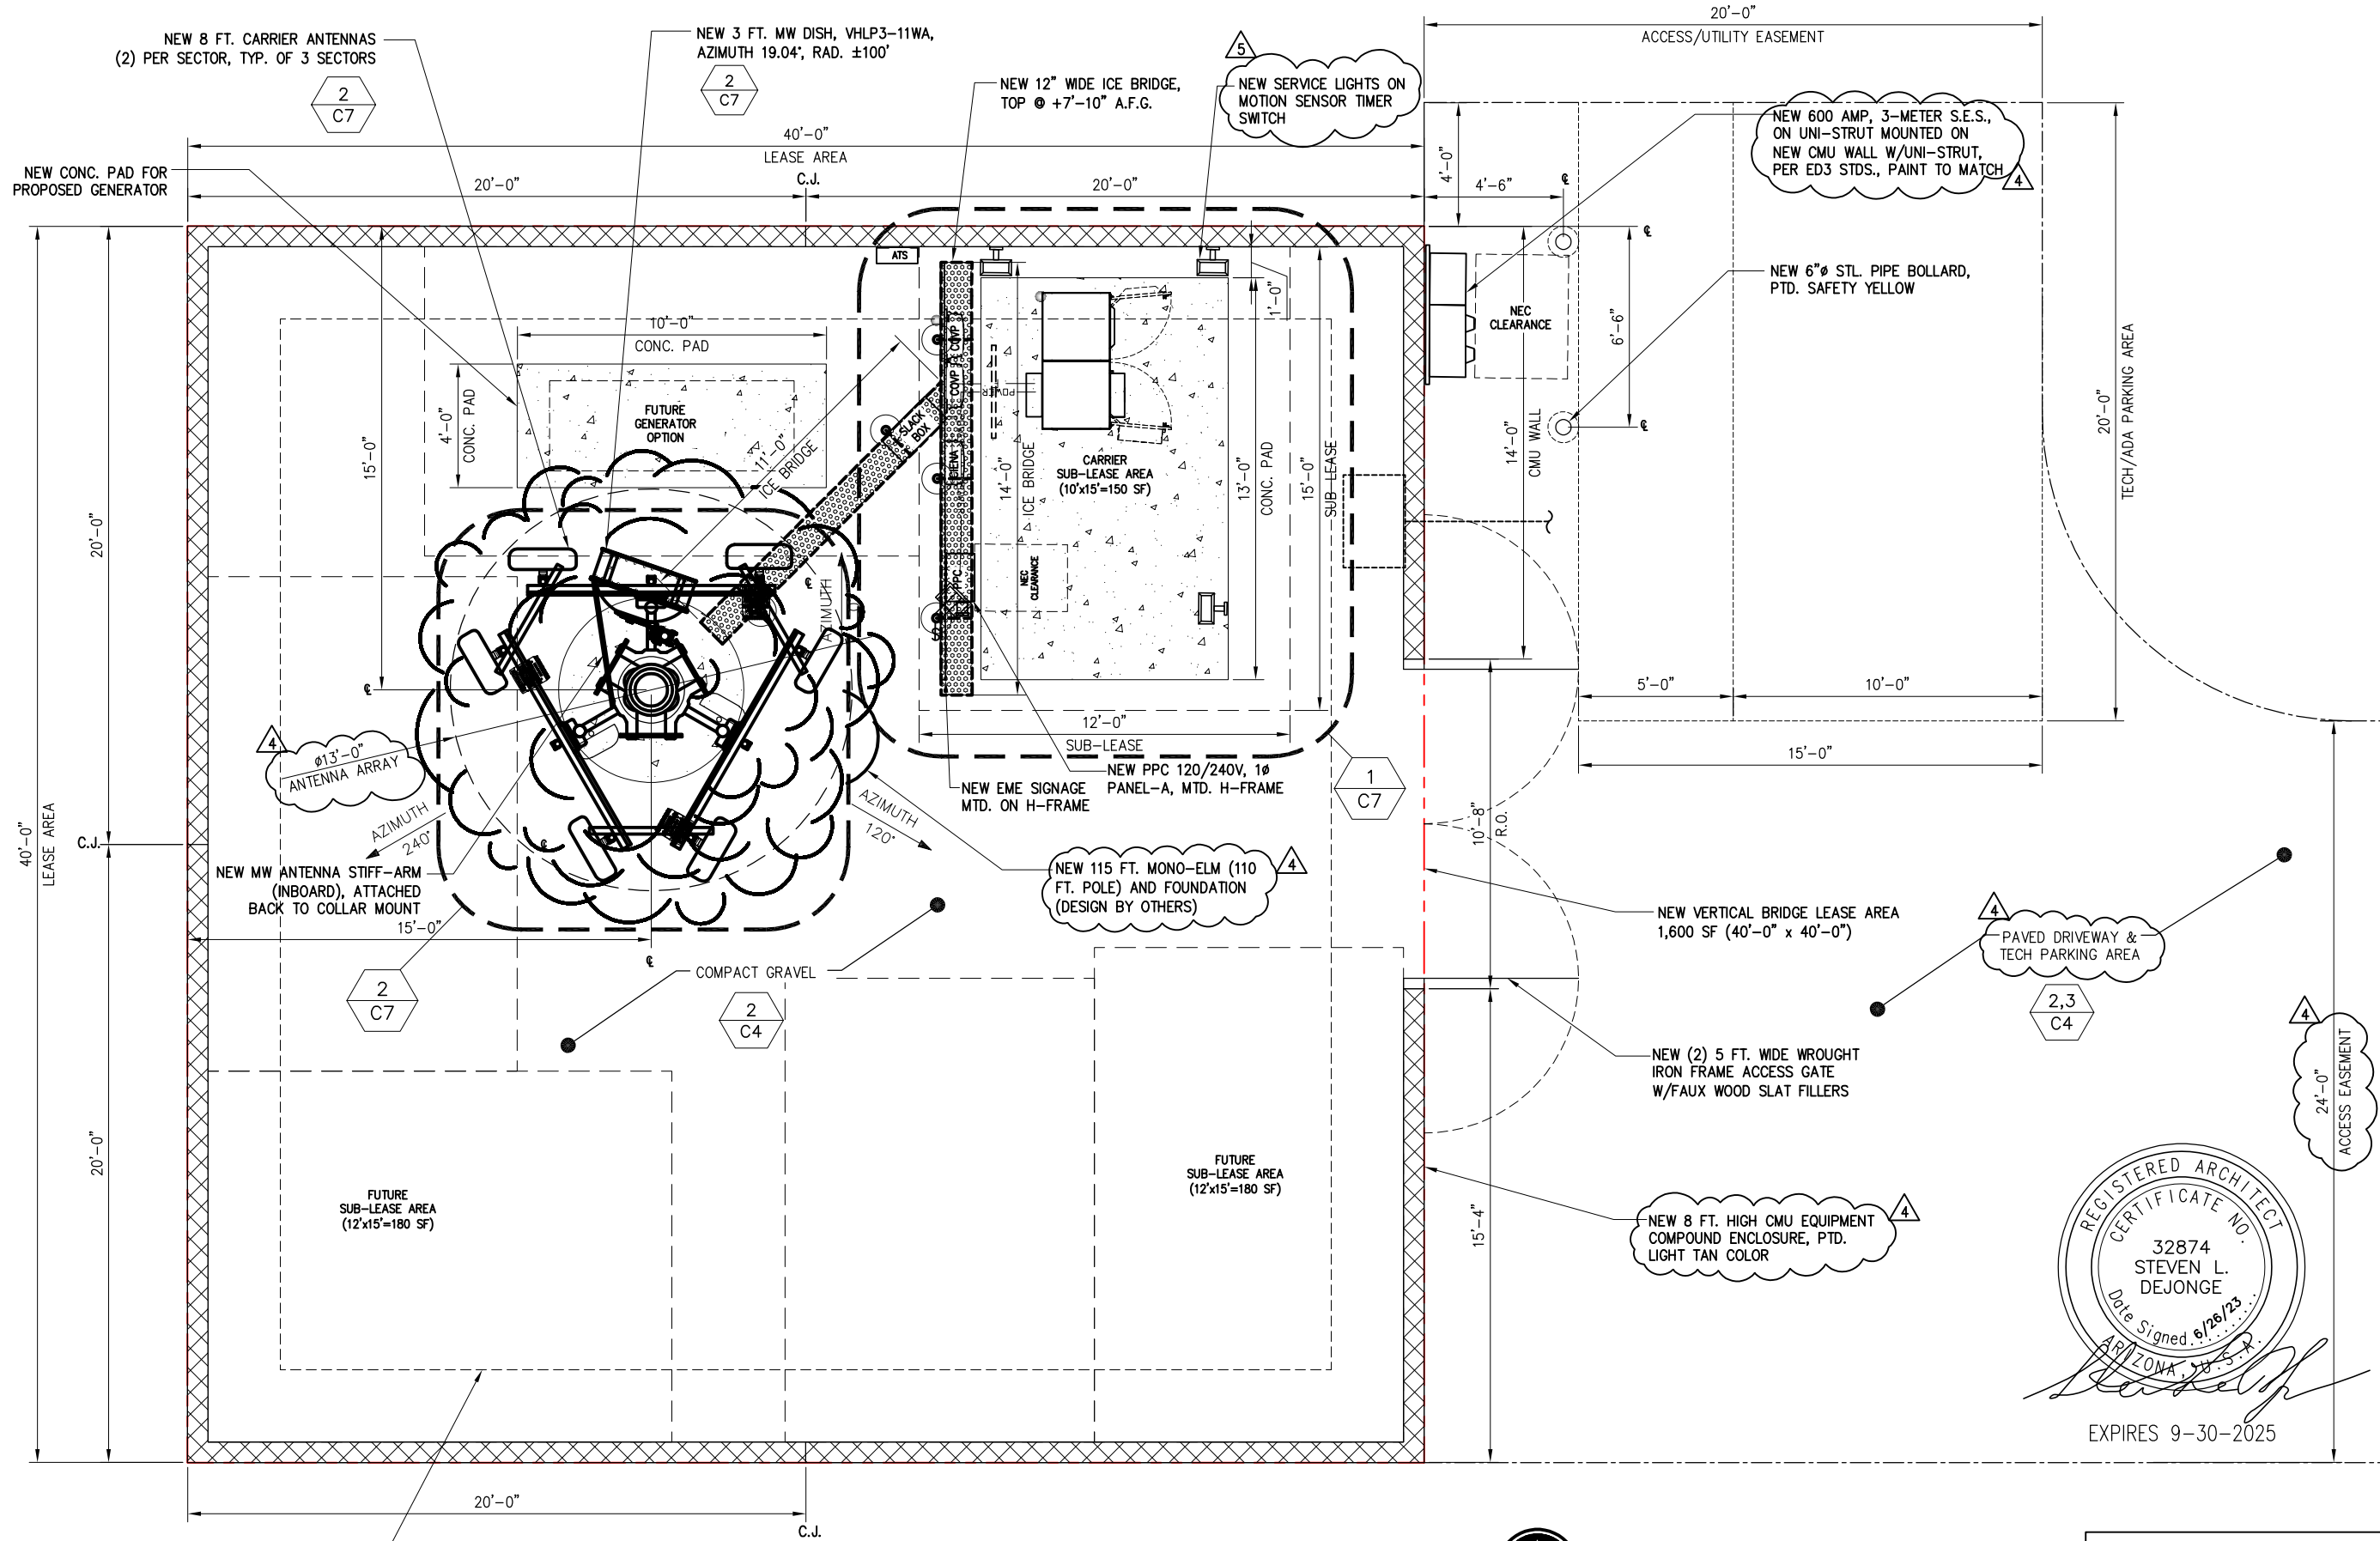 NEW 8 FT. CARRIER ANTENNAS
(2) PER SECTOR, TYP. OF 3 SECTORS
2
C7
NEW 3 FT. MW DISH, VHLP3-11WA,
AZIMUTH 19.04°, RAD. ±100'
2
C7
NEW 12" WIDE ICE BRIDGE,
TOP @ +7'-10" A.F.G.
5
NEW SERVICE LIGHTS ON
MOTION SENSOR TIMER
SWITCH
20'-0"
ACCESS/UTILITY EASEMENT
NEW 600 AMP, 3-METER S.E.S.,
ON UNI-STRUT MOUNTED ON
NEW CMU WALL W/UNI-STRUT,
PER ED3 STDS., PAINT TO MATCH
4
40'-0"
LEASE AREA
NEW CONC. PAD FOR
PROPOSED GENERATOR
20'-0"
C.J.
20'-0"
4'-0"
4'-6"
ATS
1'-0"
NEC
CLEARANCE
6'-6"
NEW 6"ø STL. PIPE BOLLARD,
PTD. SAFETY YELLOW
10'-0"
CONC. PAD
4'-0"
CONC. PAD
FUTURE
GENERATOR
OPTION
11'-0"
ICE BRIDGE
SLACK
BOX
COVP
COVP
CIENA
POWER
14'-0"
ICE BRIDGE
CARRIER
SUB-LEASE AREA
(10'x15'=150 SF)
13'-0"
CONC. PAD
15'-0"
SUB-LEASE
14'-0"
CMU WALL
20'-0"
TECH/ADA PARKING AREA
15'-0"
20'-0"
AZIMUTH
PPC
NEC
CLEARANCE
5'-0"
10'-0"
15'-0"
12'-0"
SUB-LEASE
4
ø13'-0"
ANTENNA ARRAY
AZIMUTH
240°
AZIMUTH
120°
NEW EME SIGNAGE
MTD. ON H-FRAME
NEW PPC 120/240V, 1ø
PANEL-A, MTD. H-FRAME
1
C7
10'-8"
R.O.
40'-0"
LEASE AREA
C.J.
NEW MW ANTENNA STIFF-ARM
(INBOARD), ATTACHED
BACK TO COLLAR MOUNT
15'-0"
NEW 115 FT. MONO-ELM (110
FT. POLE) AND FOUNDATION
(DESIGN BY OTHERS)
4
NEW VERTICAL BRIDGE LEASE AREA
1,600 SF (40'-0" x 40'-0")
4
PAVED DRIVEWAY &
TECH PARKING AREA
2,3
C4
2
C7
COMPACT GRAVEL
2
C4
NEW (2) 5 FT. WIDE WROUGHT
IRON FRAME ACCESS GATE
W/FAUX WOOD SLAT FILLERS
4
24'-0"
ACCESS EASEMENT
20'-0"
FUTURE
SUB-LEASE AREA
(12'x15'=180 SF)
FUTURE
SUB-LEASE AREA
(12'x15'=180 SF)
15'-4"
NEW 8 FT. HIGH CMU EQUIPMENT
COMPOUND ENCLOSURE, PTD.
LIGHT TAN COLOR
4
REGISTERED ARCHITECT
CERTIFICATE NO.
32874
STEVEN L.
DEJONGE
Date Signed 6/26/23
ARIZONA, U.S.A.
EXPIRES 9-30-2025
20'-0"
C.J.